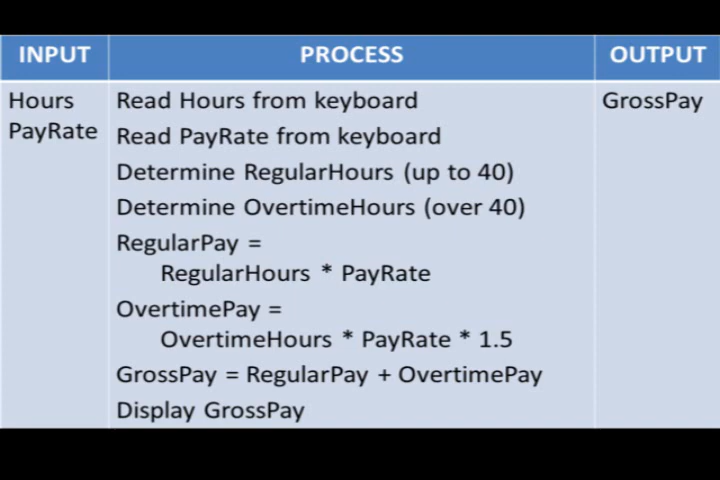 INPUT PROCESS OUTPUT
Hours
PayRate
Read Hours from keyboard
Read PayRate from keyboard
Determine RegularHours (up to 40)
Determine OvertimeHours (over 40)
RegularPay =
RegularHours * PayRate
OvertimePay =
OvertimeHours * PayRate * 1.5
GrossPay = RegularPay + OvertimePay
Display GrossPay
GrossPay